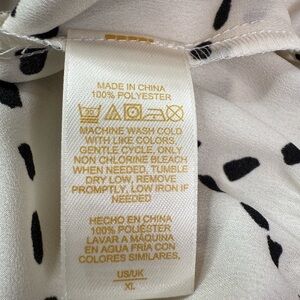 MADE IN CHINA
100% POLYESTER
MACHINE WASH COLD
WITH LIKE COLORS,
GENTLE CYCLE, ONLY
NON CHLORINE BLEACH
WHEN NEEDED, TUMBLE
DRY LOW, REMOVE
PROMPTLY, LOW IRON IF
NEEDED
HECHO EN CHINA
100% POLIÉSTER
LAVAR A MÁQUINA
EN AGUA FRÍA CON
COLORES SIMILARES,
US/UK
XL